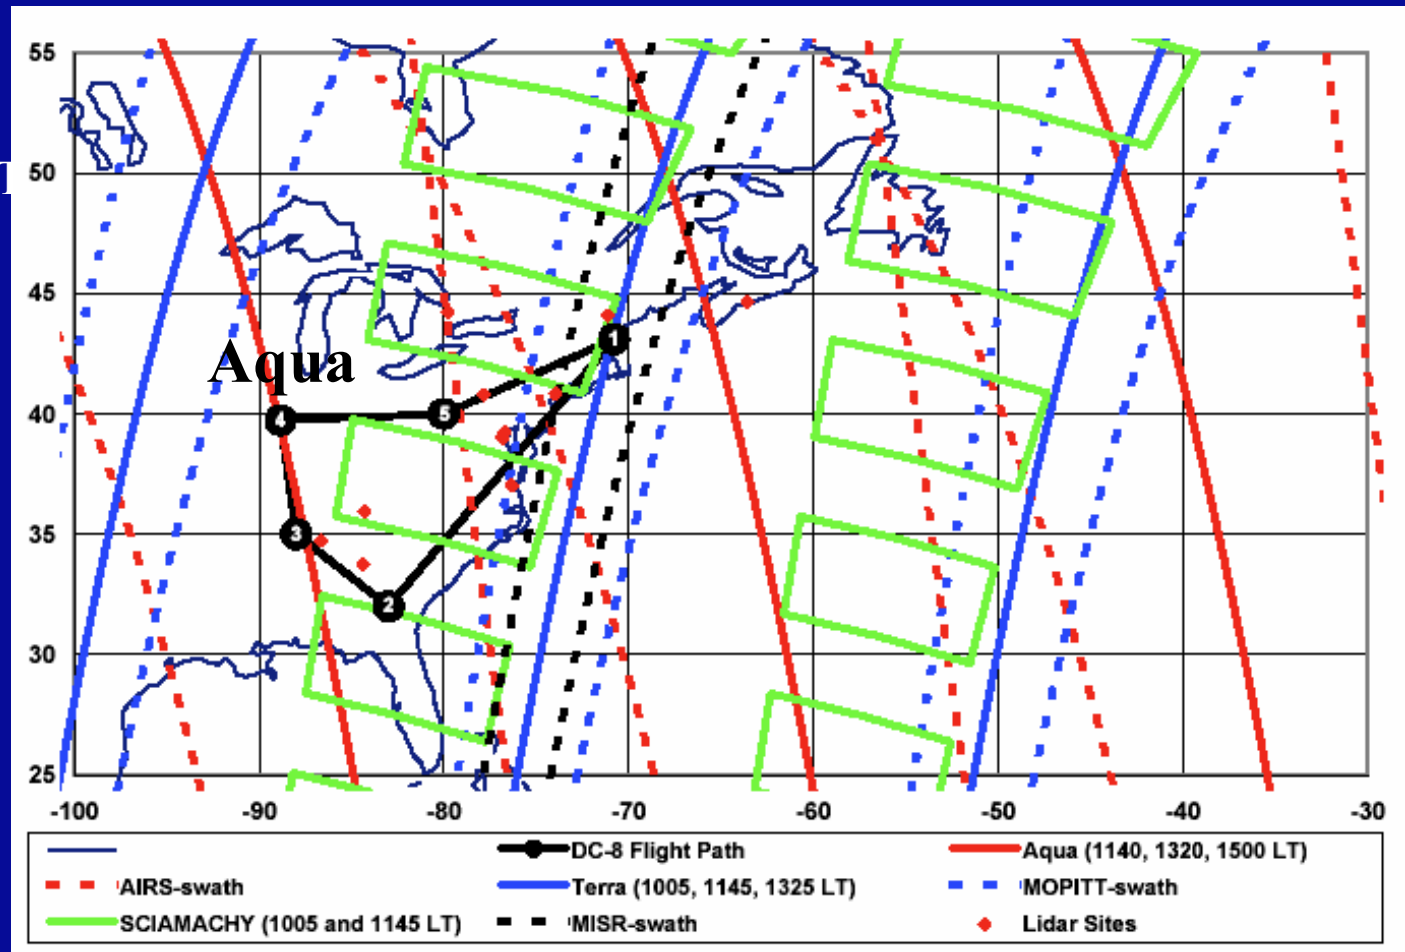 55
50
T
45
Aqua
1
40
4
5
35
3
2
30
25
-100 -90 -80 -70 -60 -50 -40 -30
DC-8 Flight Path
Aqua (1140, 1320, 1500 LT)
AIRS-swath
Terra (1005, 1145, 1325 LT)
MOPITT-swath
SCIAMACHY (1005 and 1145 LT)
MISR-swath
Lidar Sites